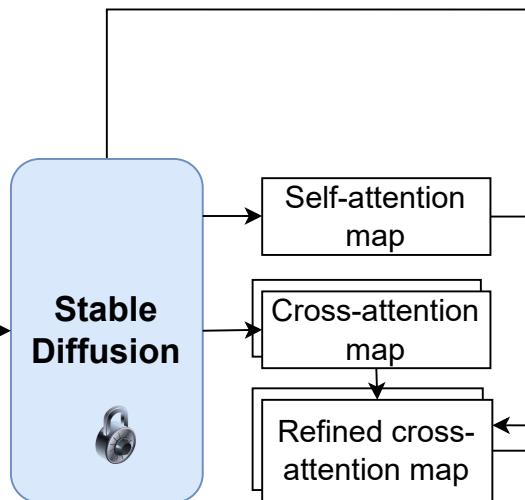 Self-attention
map
Stable
Diffusion
Cross-attention
map
Refined cross-
attention map